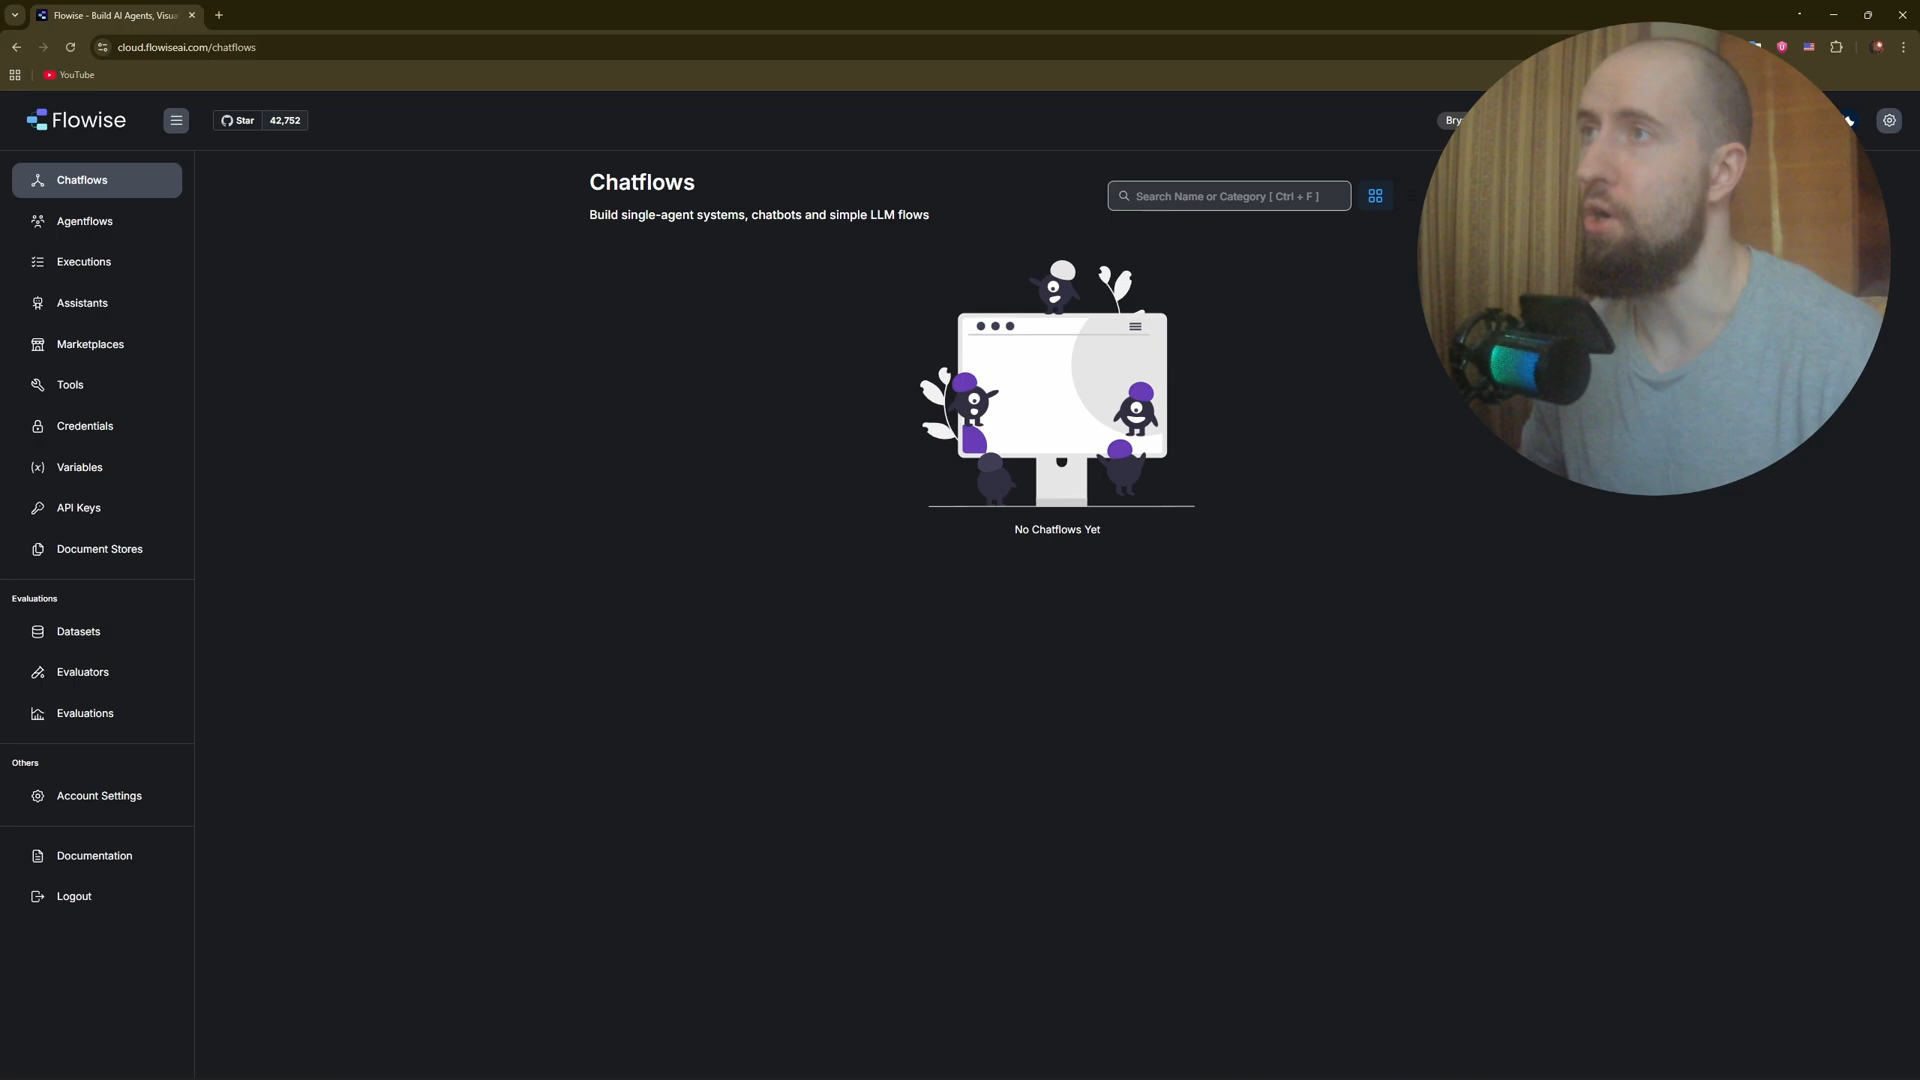 Flowise - Build AI Agents, Visua
cloud.flowiseai.com/chatflows
YouTube
Flowise
Star 42,752
Bry
Chatflows
Agentflows
Executions
Assistants
Marketplaces
Tools
Credentials
Variables
API Keys
Document Stores
Evaluations
Datasets
Evaluators
Evaluations
Others
Account Settings
Documentation
Logout
Chatflows
Build single-agent systems, chatbots and simple LLM flows
Search Name or Category [ Ctrl + F ]
No Chatflows Yet